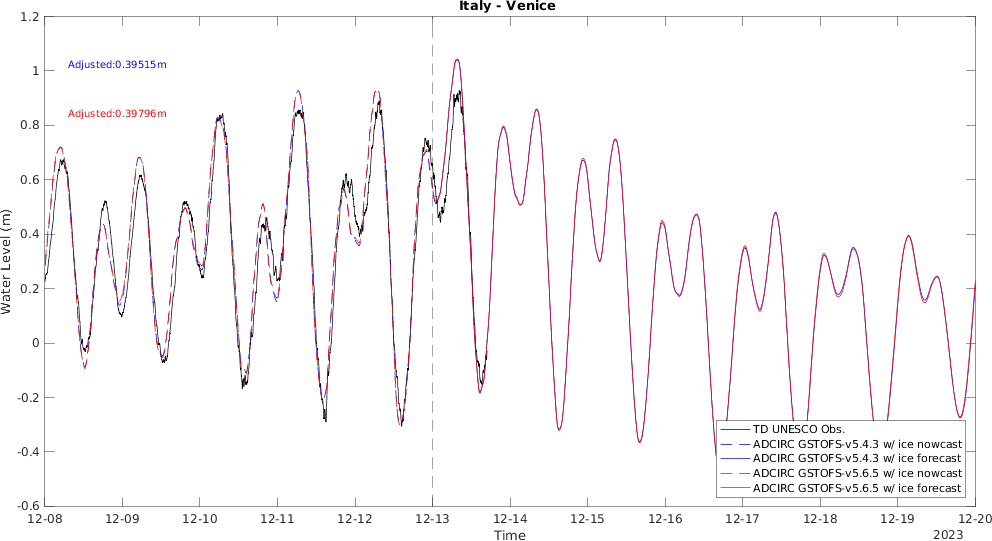 Italy - Venice
1.2
1
0.8
0.6
0.4
0.2
0
-0.2
-0.4
-0.6
Water Level (m)
Adjusted:0.39515m
Adjusted:0.39796m
TD UNESCO Obs.
ADCIRC GSTOFS-v5.4.3 w/ ice nowcast
ADCIRC GSTOFS-v5.4.3 w/ ice forecast
ADCIRC GSTOFS-v5.6.5 w/ ice nowcast
ADCIRC GSTOFS-v5.6.5 w/ ice forecast
12-08 12-09 12-10 12-11 12-12 12-13 12-14 12-15 12-16 12-17 12-18 12-19 12-20
Time
2023